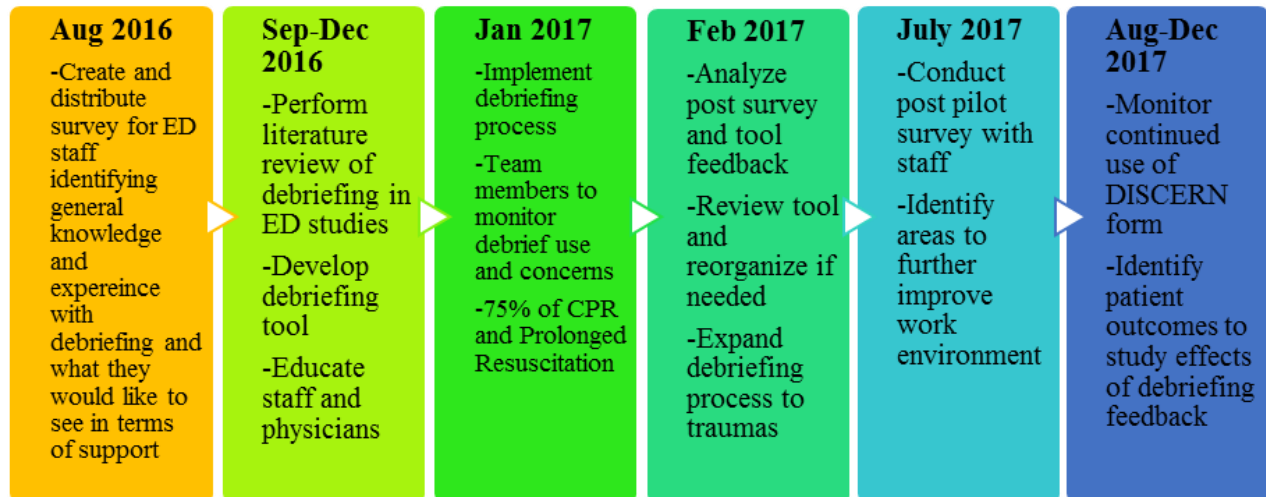 Aug 2016
-Create and
distribute
survey for ED
staff
identifying
general
knowledge
and
expereince
with
debriefing and
what they
would like to
see in terms
of support
Sep-Dec
2016
-Perform
literature
review of
debriefing in
ED studies
-Develop
debriefing
tool
-Educate
staff and
physicians
Jan 2017
-Implement
debriefing
process
-Team
members to
monitor
debrief use
and concerns
-75% of CPR
and Prolonged
Resuscitation
Feb 2017
-Analyze
post survey
and tool
feedback
-Review tool
and
reorganize if
needed
-Expand
debriefing
process to
traumas
July 2017
-Conduct
post pilot
survey with
staff
-Identify
areas to
further
improve
work
environment
Aug-Dec
2017
-Monitor
continued
use of
DISCERN
form
-Identify
patient
outcomes to
study effects
of debriefing
feedback